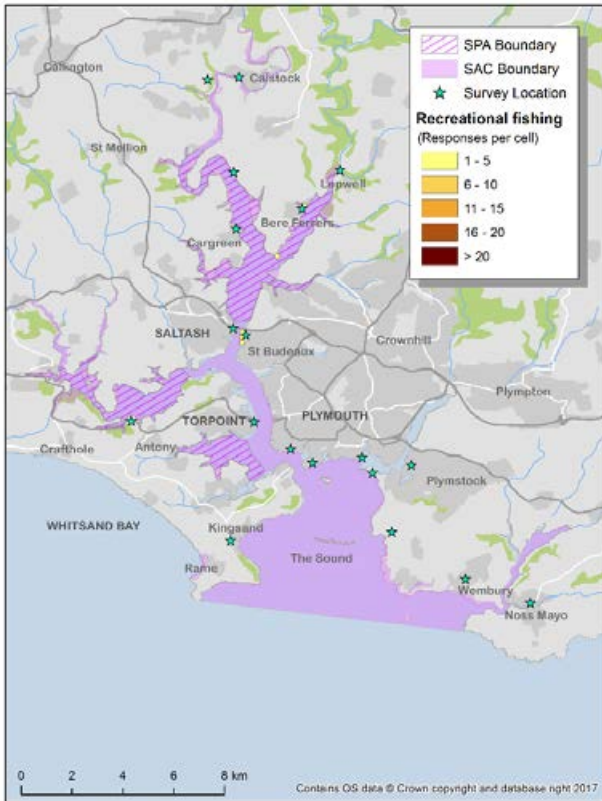 SPA Boundary
SAC Boundary
Survey Location
Recreational fishing
(Responses per cell)
1 - 5
6 - 10
11 - 15
16 - 20
> 20
Callington
Calstock
St Mellion
Lopwell
Bere Ferrers
Cargreen
SALTASH
St Budeaux
Crownhill
Plympton
TORPOINT
PLYMOUTH
Crafthole
Antony
Plymstock
WHITSAND BAY
Kingsand
The Sound
Rame
Wembury
Noss Mayo
0 2 4 8 km
Contains OS data © Crown copyright and database right 2017